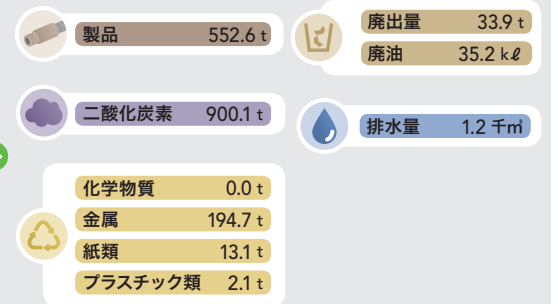 製品 552.6 t
二酸化炭素 900.1 t
化学物質 0.0 t
金属 194.7 t
紙類 13.1 t
プラスチック類 2.1 t
廃出量 33.9 t
廃油 35.2 kℓ
排水量 1.2 千㎥